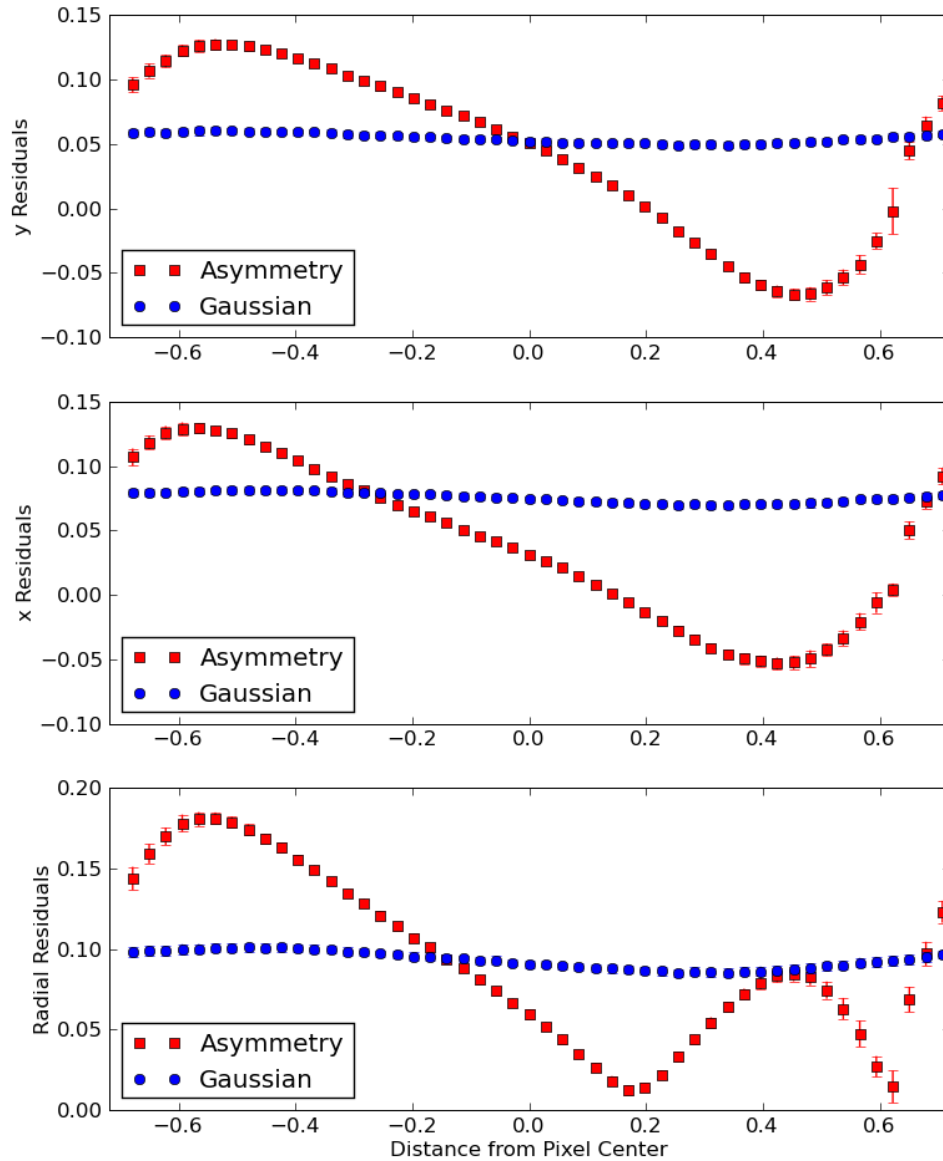 0.15
0.10
0.05
0.00
−0.05
−0.10
y Residuals
Asymmetry
Gaussian
−0.6 −0.4 −0.2 0.0 0.2 0.4 0.6
0.15
0.10
0.05
0.00
−0.05
−0.10
x Residuals
Asymmetry
Gaussian
−0.6 −0.4 −0.2 0.0 0.2 0.4 0.6
0.20
0.15
0.10
0.05
0.00
Radial Residuals
Asymmetry
Gaussian
−0.6 −0.4 −0.2 0.0 0.2 0.4 0.6
Distance from Pixel Center